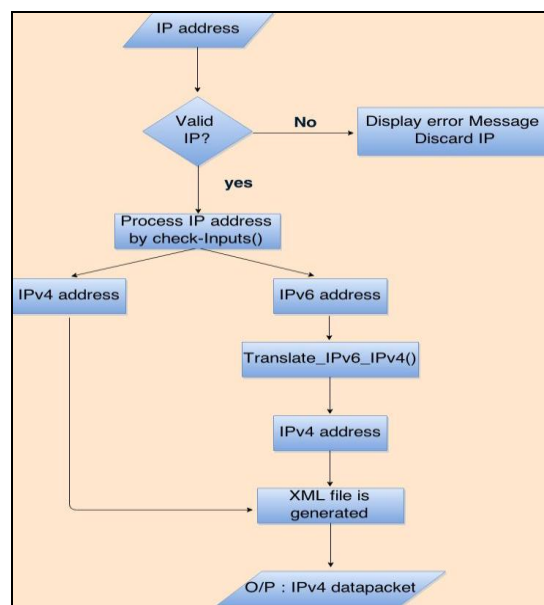 IP address
Valid
IP?
No
Display error Message
Discard IP
yes
Process IP address
by check-Inputs()
IPv4 address
IPv6 address
Translate_IPv6_IPv4()
IPv4 address
XML file is
generated
O/P : IPv4 datapacket